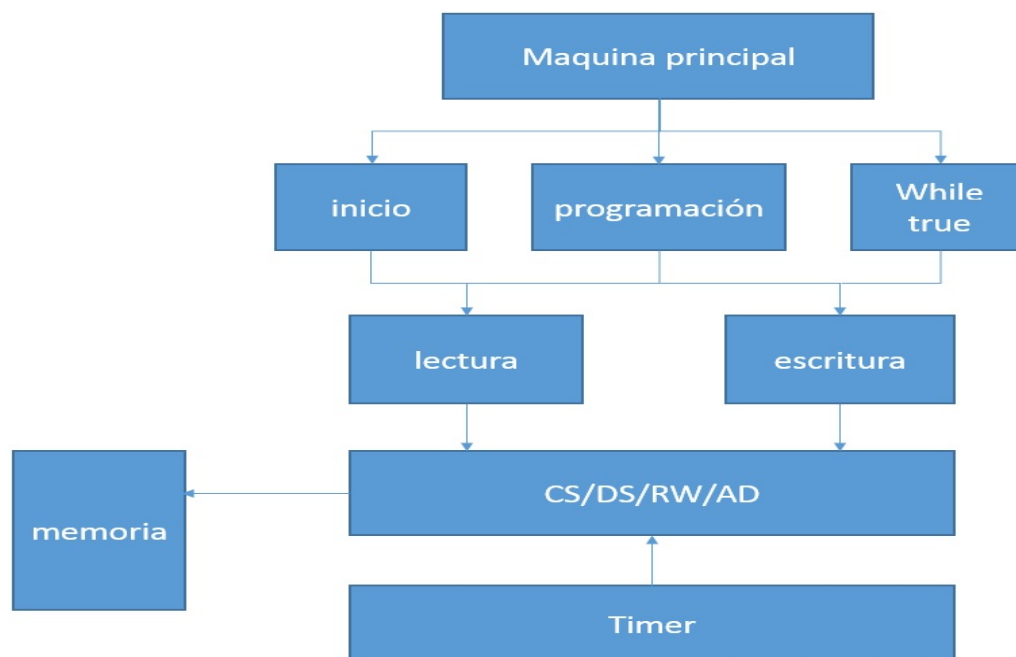 Maquina principal
inicio
programación
While
true
lectura
escritura
memoria
CS/DS/RW/AD
Timer